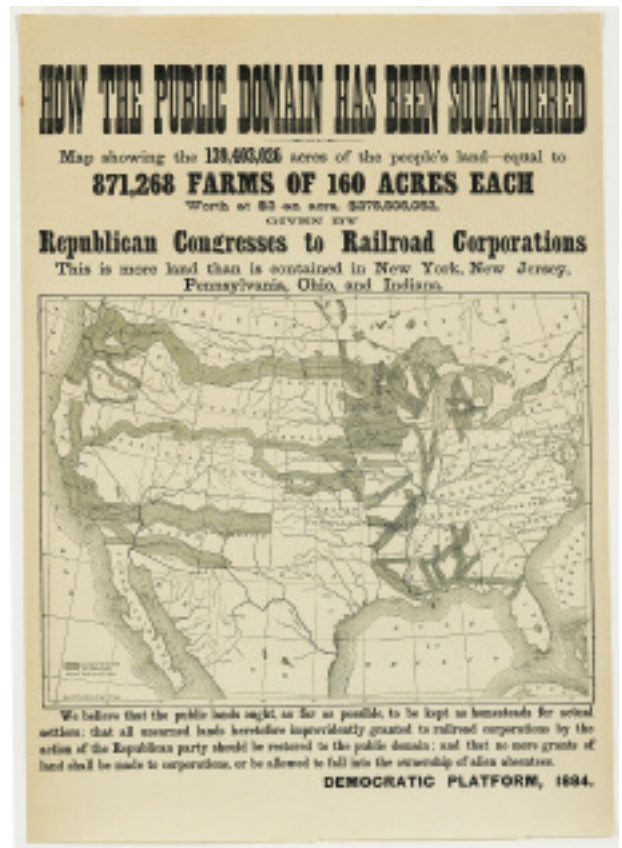 HOW THE PUBLIC DOMAIN HAS BEEN SQUANDERED
Map showing the 139,403,026 acres of the people's land—equal to
871,268 FARMS OF 160 ACRES EACH
Worth at $2 an acre,
GIVEN BY
Republican Congresses to Railroad Corporations
This is more land than is contained in New York, New Jersey,
Pennsylvania, Ohio, and Indiana.
We believe that the public lands ought, as far as possible, to be kept as homesteads for actual
settlers; that all unearned lands heretofore improvidently granted to railroad corporations by the
action of the Republican party should be restored to the public domain; and that no more grants of
land shall be made to corporations, or be allowed to fall into the ownership of alien absentees.
DEMOCRATIC PLATFORM, 1884.